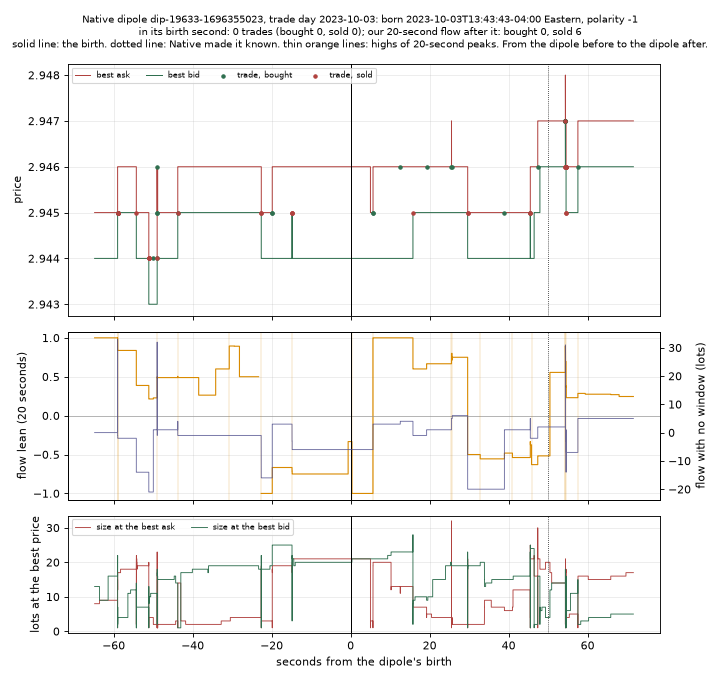 Native dipole dip-19633-1696355023, trade day 2023-10-03: born 2023-10-03T13:43:43-04:00 Eastern, polarity -1
in its birth second: 0 trades (bought 0, sold 0); our 20-second flow after it: bought 0, sold 6
solid line: the birth. dotted line: Native made it known. thin orange lines: highs of 20-second peaks. From the dipole before to the dipole after.
best ask best bid trade, bought trade, sold
2.948
2.947
2.946
2.945
2.944
2.943
price
1.0
0.5
0.0
−0.5
−1.0
flow lean (20 seconds)
30
20
10
0
−10
−20
flow with no window (lots)
size at the best ask size at the best bid
30
20
10
0
lots at the best price
−60 −40 −20 0 20 40 60
seconds from the dipole's birth